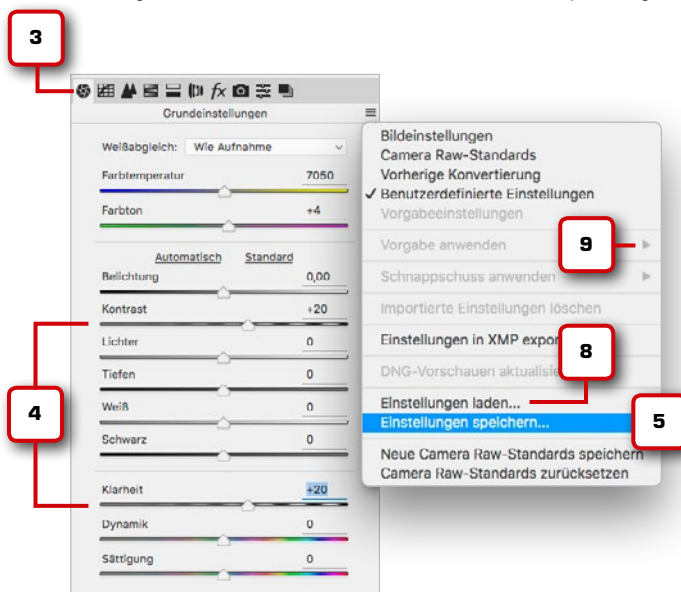 3
fx
Grundeinstellungen
Weißabgleich: Wie Aufnahme
Farbtemperatur 7050
Farbton +4
Automatisch Standard
Belichtung 0,00
Kontrast +20
Lichter 0
Tiefen 0
Weiß 0
Schwarz 0
4
Klarheit +20
Dynamik 0
Sättigung 0
Bildeinstellungen
Camera Raw-Standards
Vorherige Konvertierung
✓ Benutzerdefinierte Einstellungen
Vorgabeeinstellungen
Vorgabe anwenden
9
Schnappschuss anwenden
Importierte Einstellungen löschen
Einstellungen in XMP expor
8
DNG-Vorschauen aktualisie
Einstellungen laden...
Einstellungen speichern...
5
Neue Camera Raw-Standards speichern
Camera Raw-Standards zurücksetzen